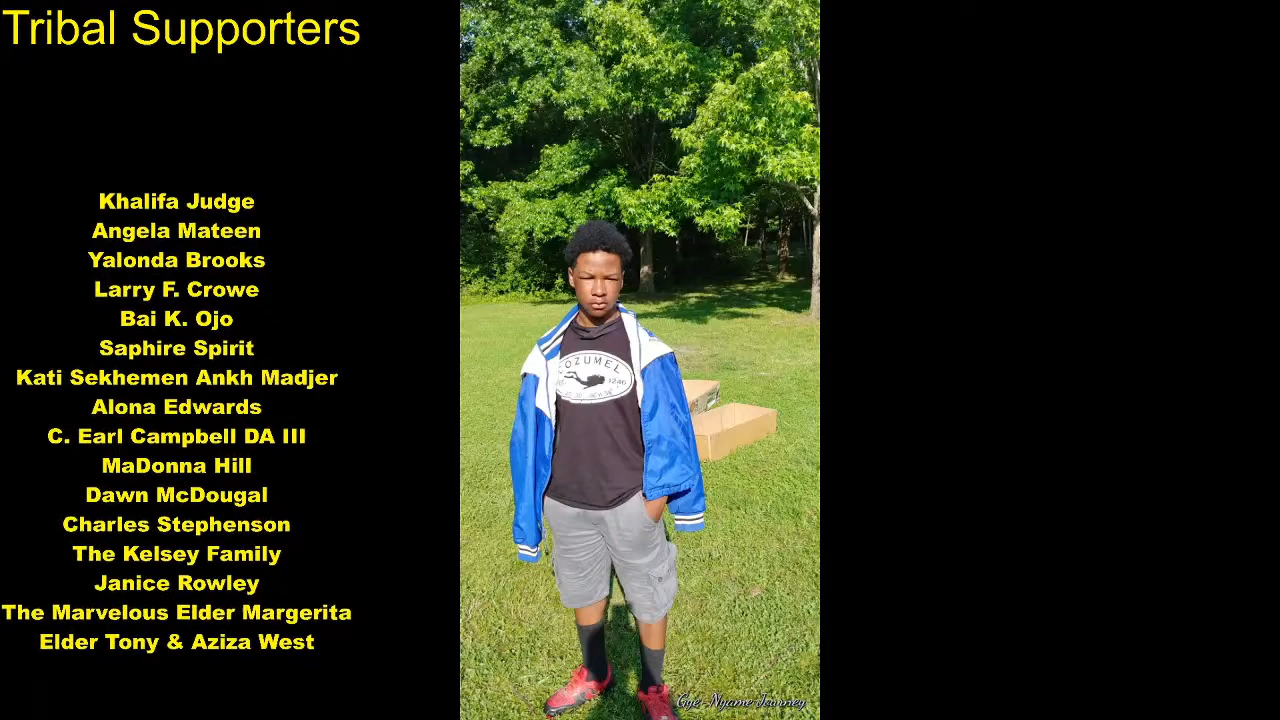 Tribal Supporters
Khalifa Judge
Angela Mateen
Yalonda Brooks
Larry F. Crowe
Bai K. Ojo
Saphire Spirit
Kati Sekhemen Ankh Madjer
Alona Edwards
C. Earl Campbell DA III
MaDonna Hill
Dawn McDougal
Charles Stephenson
The Kelsey Family
Janice Rowley
The Marvelous Elder Margerita
Elder Tony & Aziza West
OZUMEL
1246
Gye-Nyame Journey